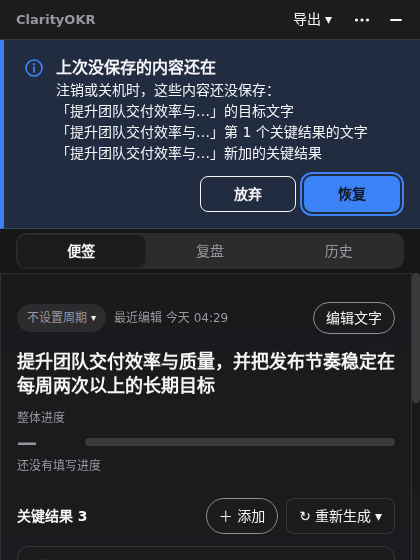 ClarityOKR
导出 ▾
上次没保存的内容还在
注销或关机时，这些内容还没保存：
「提升团队交付效率与…」的目标文字
「提升团队交付效率与…」第 1 个关键结果的文字
「提升团队交付效率与…」新加的关键结果
放弃
恢复
便签
复盘
历史
不设置周期 ▾
最近编辑 今天 04:29
编辑文字
提升团队交付效率与质量，并把发布节奏稳定在
每周两次以上的长期目标
整体进度
—
还没有填写进度
关键结果 3
＋ 添加
↻ 重新生成 ▾